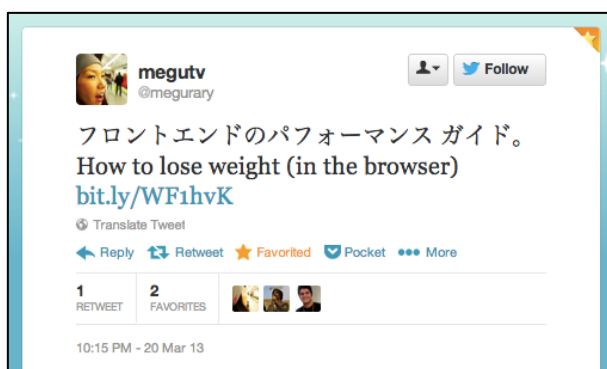 megutv
@megurary
Follow
フロントエンドのパフォーマンス ガイド。
How to lose weight (in the browser)
bit.ly/WF1hvK
Translate Tweet
Reply Retweet Favorited Pocket More
1 2
RETWEET FAVORITES
10:15 PM - 20 Mar 13